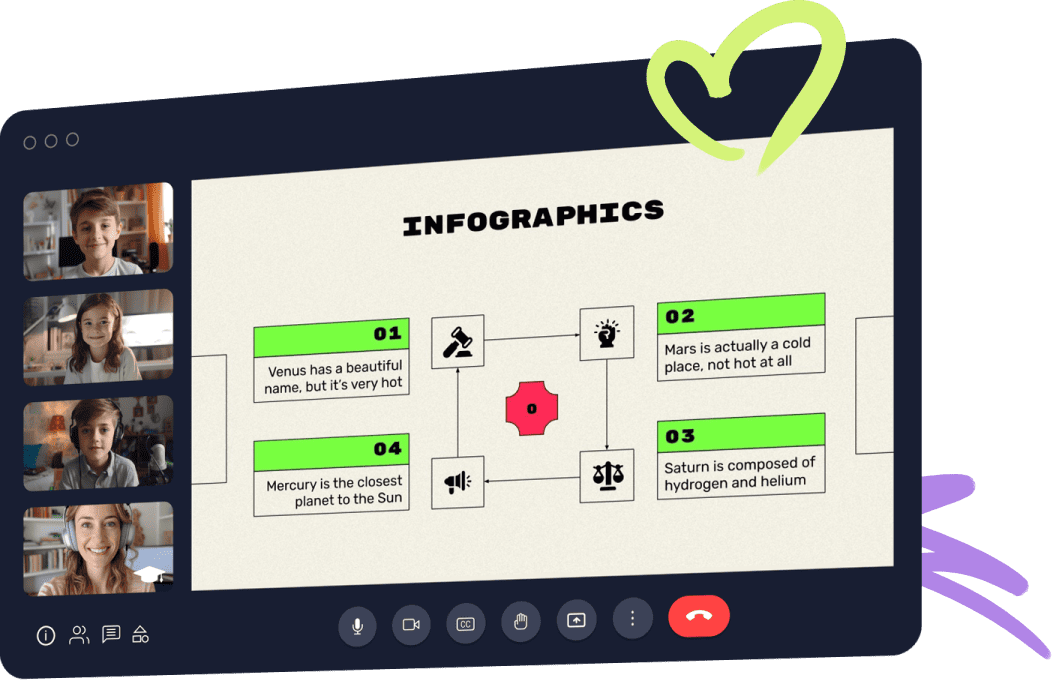 INFOGRAPHICS
01
Venus has a beautiful
name, but it's very hot
02
Mars is actually a cold
place, not hot at all
0
04
Mercury is the closest
planet to the Sun
03
Saturn is composed of
hydrogen and helium
CC